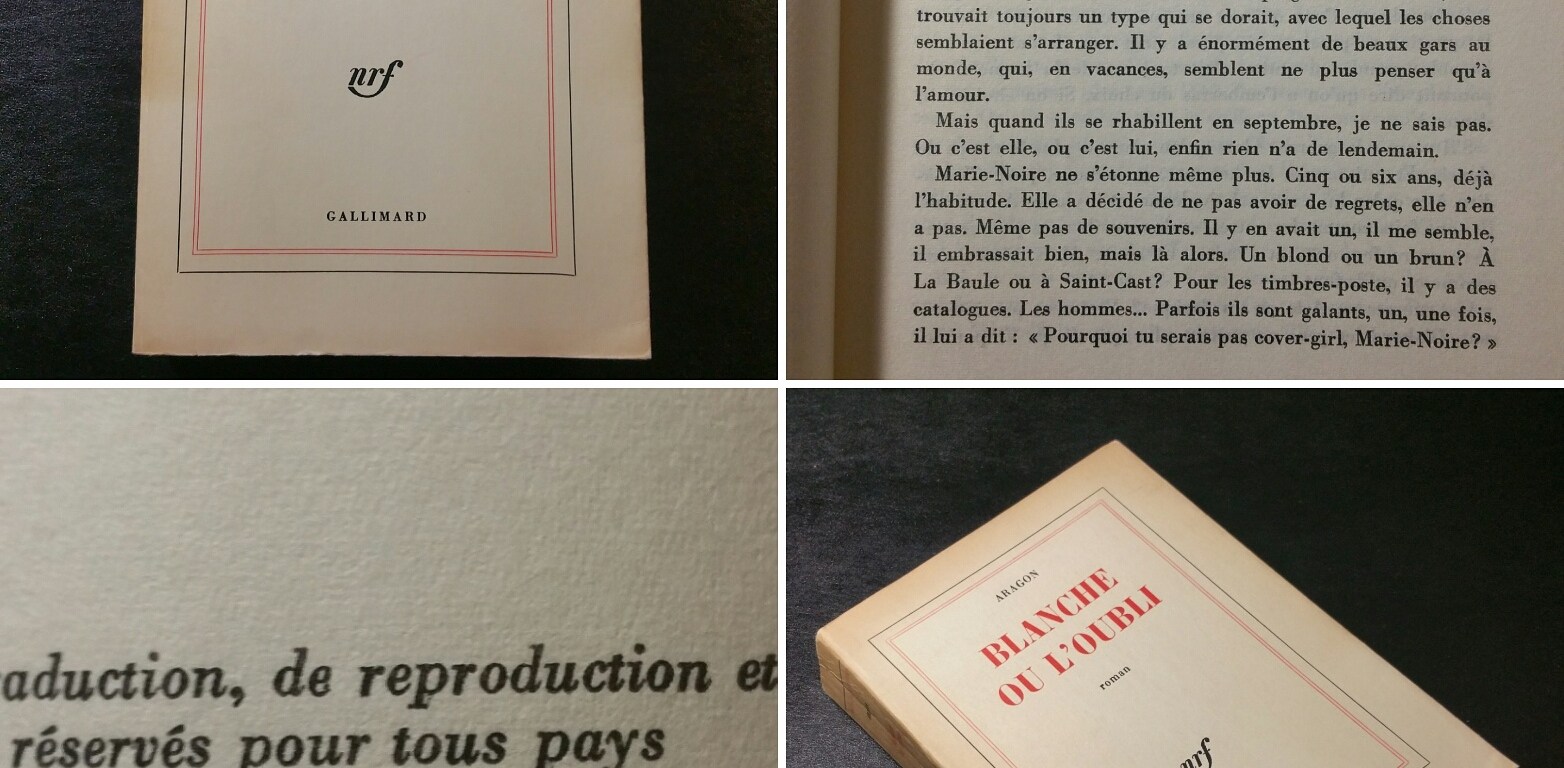 nrf
GALLIMARD
trouvait toujours un type qui se dorait, avec lequel les choses
semblaient s'arranger. Il y a énormément de beaux gars au
monde, qui, en vacances, semblent ne plus penser qu'à
l'amour.
Mais quand ils se rhabillent en septembre, je ne sais pas.
Ou c'est elle, ou c'est lui, enfin rien n'a de lendemain.
Marie-Noire ne s'étonne même plus. Cinq ou six ans, déjà
l'habitude. Elle a décidé de ne pas avoir de regrets, elle n'en
a pas. Même pas de souvenirs. Il y en avait un, il me semble,
il embrassait bien, mais là alors. Un blond ou un brun? À
La Baule ou à Saint-Cast? Pour les timbres-poste, il y a des
catalogues. Les hommes... Parfois ils sont galants, un, une fois,
il lui a dit : « Pourquoi tu serais pas cover-girl, Marie-Noire? »
aduction, de reproduction et
réservés pour tous pays
ARAGON
BLANCHE
OU L'OUBLI
roman
nrf